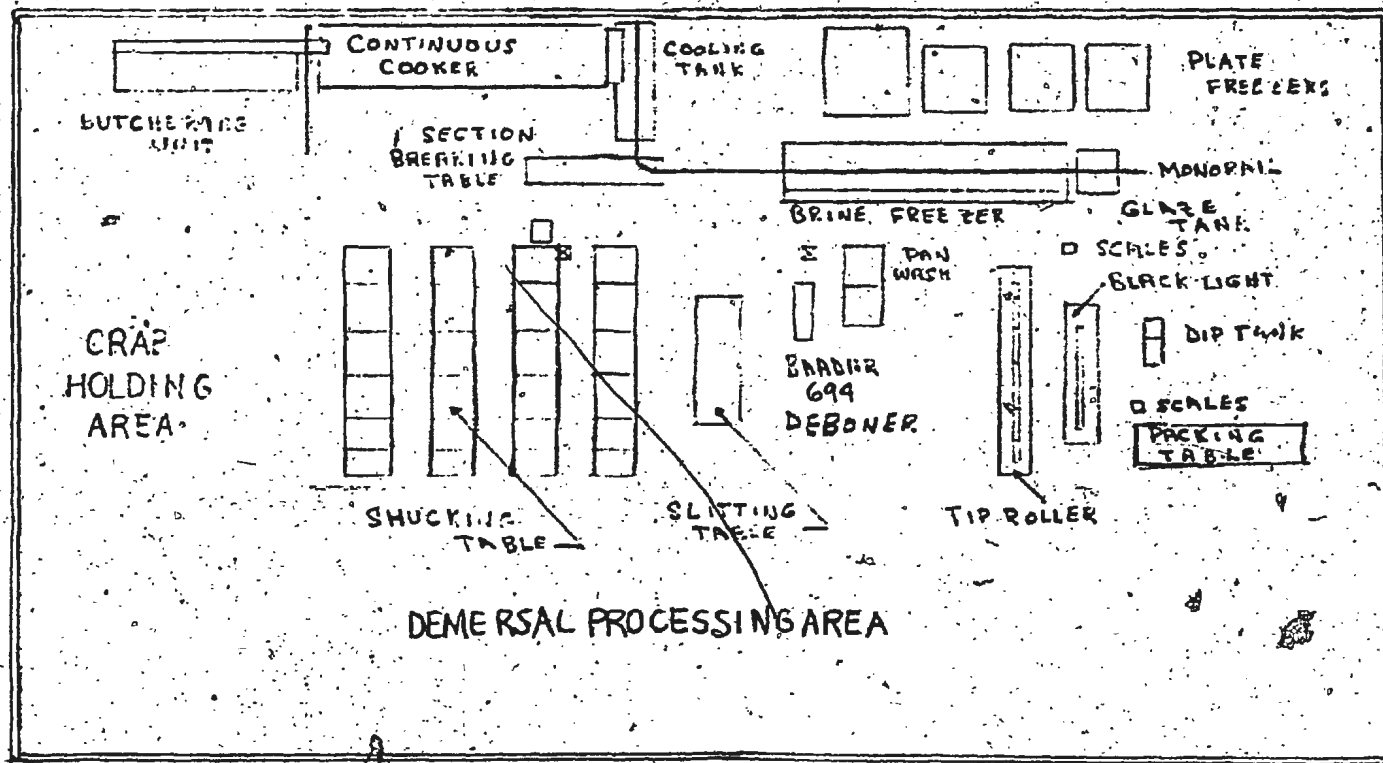 CONTINUOUS
COOKER
COOLING
TANK
PLATE
FREEZERS
BUTCHERING
UNIT
SECTION
BREAKING
TABLE
MONORAIL
BRINE FREEZER
GLAZE
TANK
SCALES
PAN
WASH
BLACK LIGHT
CRAB
HOLDING
AREA
DIP TANK
BAADER
694
DEBONER
SCALES
PACKING
TABLE
SHUCKING
TABLE
SLITTING
TABLE
TIP ROLLER
DEMERSAL PROCESSING AREA